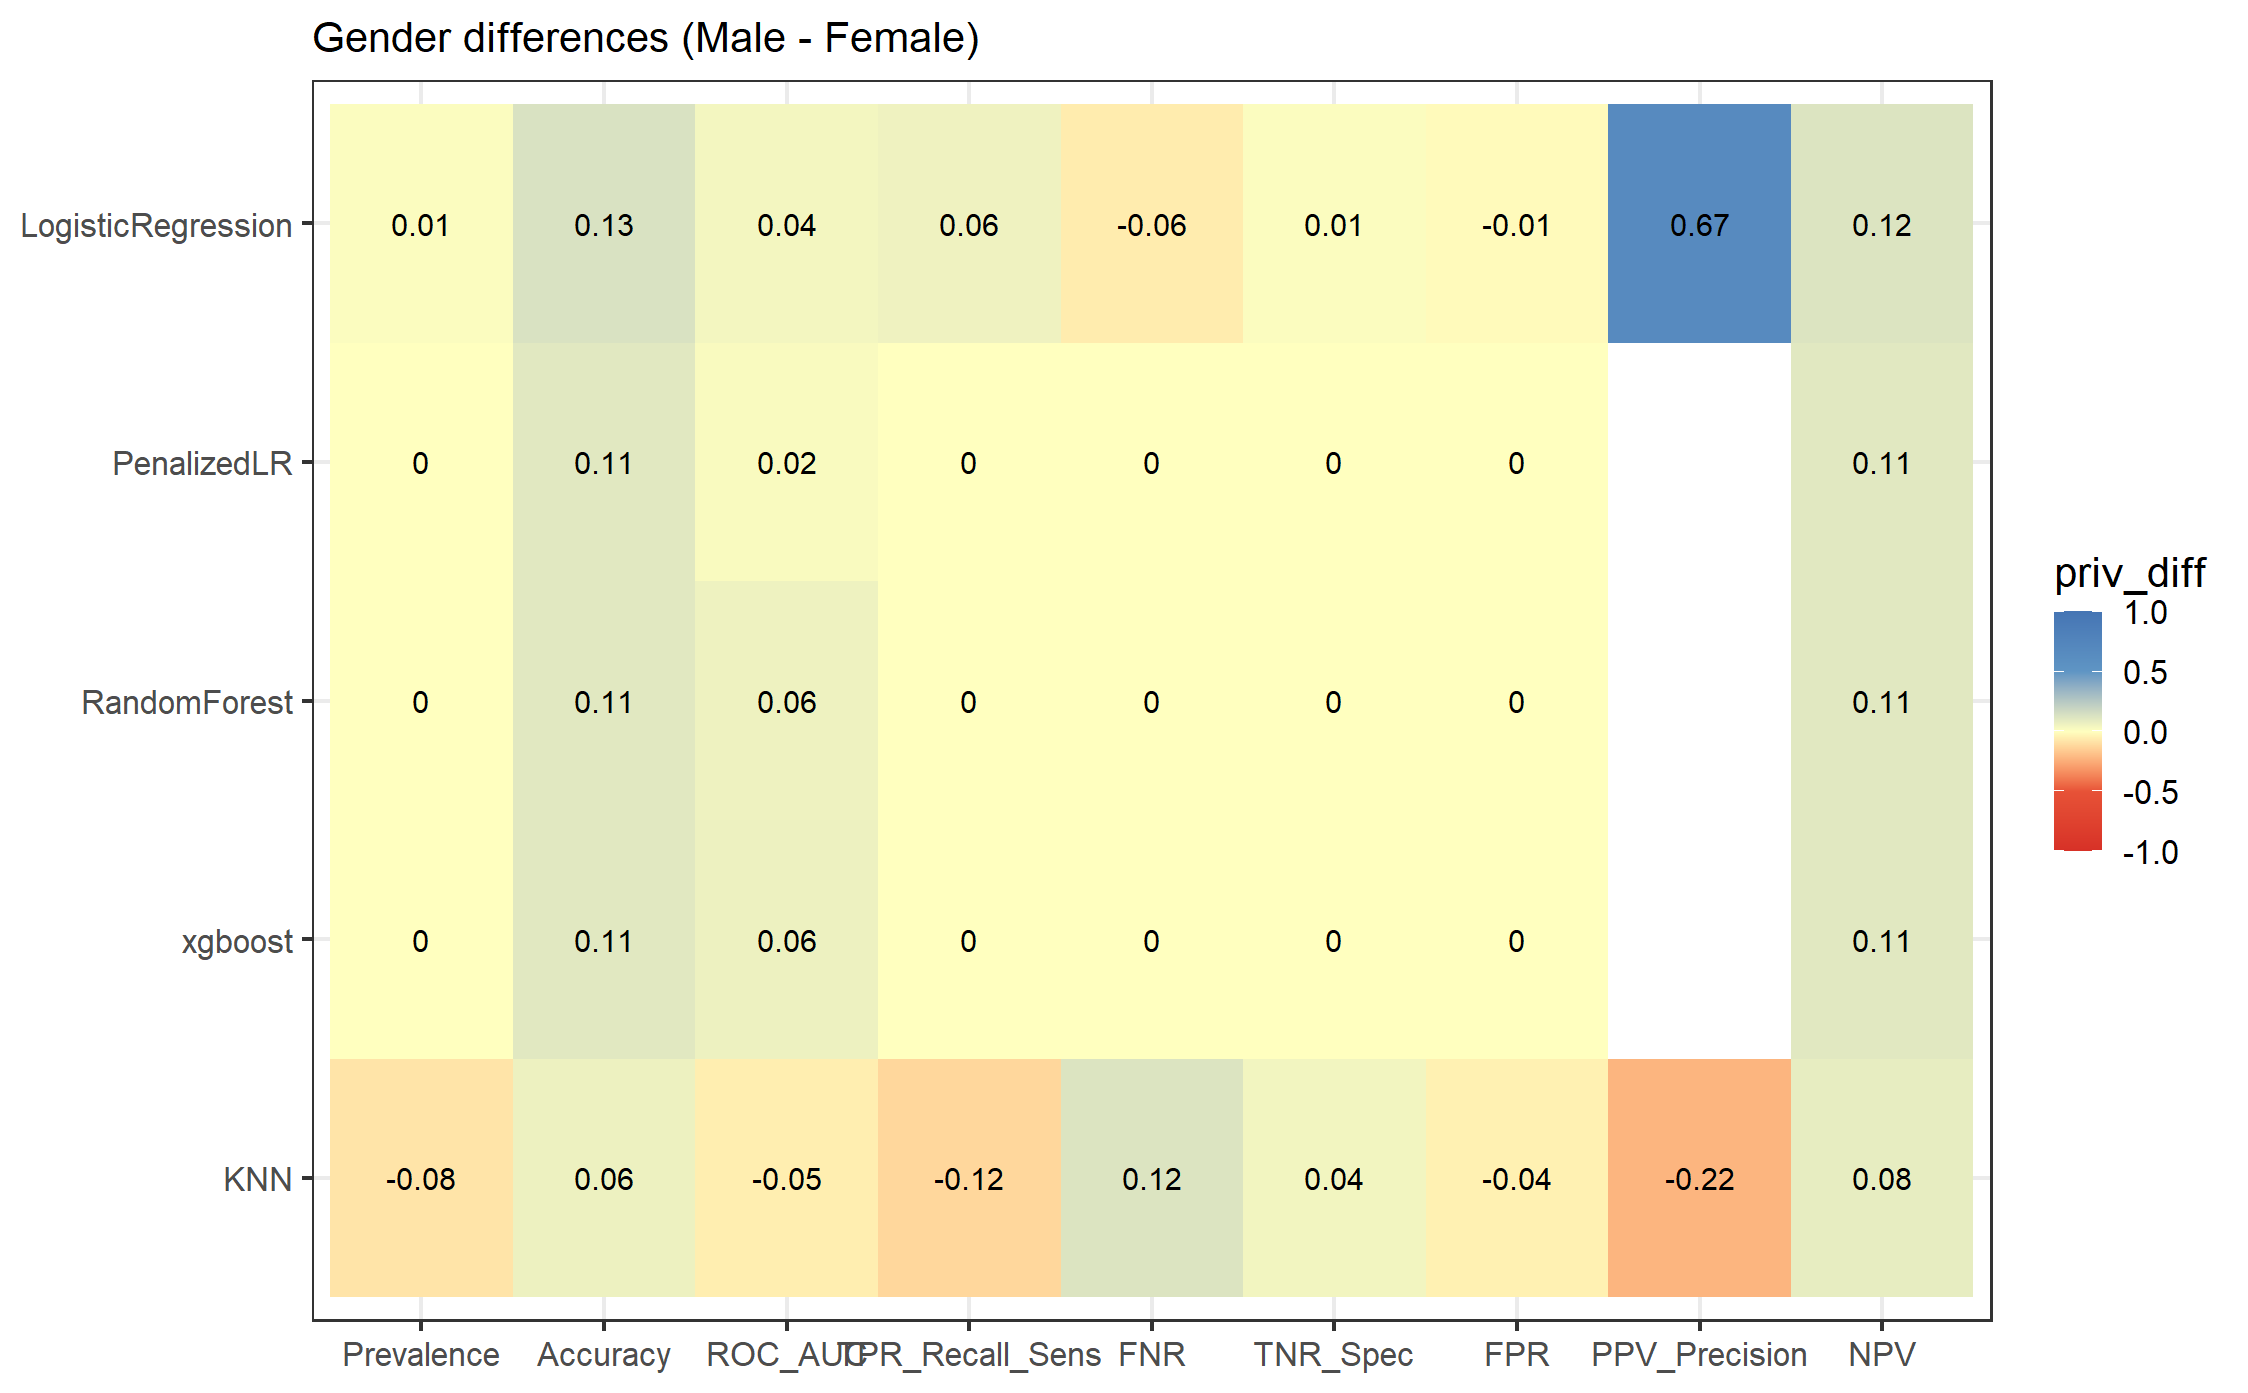 Gender differences (Male - Female)
LogisticRegression 0.01 0.13 0.04 0.06 -0.06 0.01 -0.01 0.67 0.12
PenalizedLR 0 0.11 0.02 0 0 0 0 0.11
RandomForest 0 0.11 0.06 0 0 0 0 0.11
xgboost 0 0.11 0.06 0 0 0 0 0.11
KNN -0.08 0.06 -0.05 -0.12 0.12 0.04 -0.04 -0.22 0.08
Prevalence Accuracy ROC_AUC TPR_Recall_Sens FNR TNR_Spec FPR PPV_Precision NPV
priv_diff
1.0
0.5
0.0
-0.5
-1.0